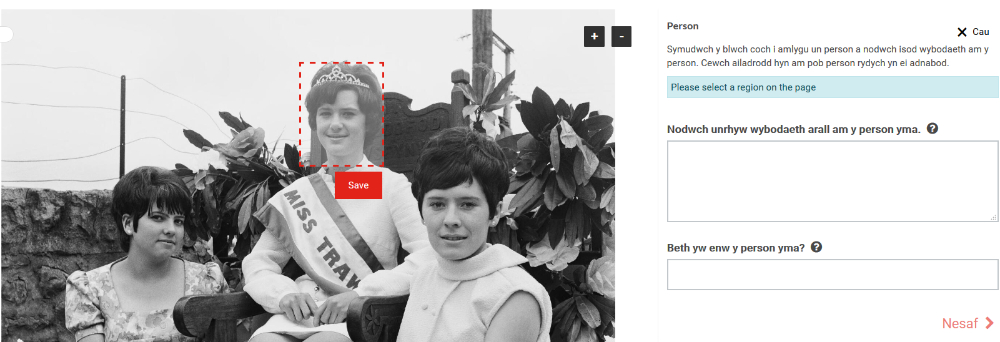 + -
Save
MISS TRAW
Person
Cau
Symudwch y blwch coch i amlygu un person a nodwch isod wybodaeth am y
person. Cewch ailadrodd hyn am pob person rydych yn ei adnabod.
Please select a region on the page
Nodwch unrhyw wybodaeth arall am y person yma.
Beth yw enw y person yma?
Nesaf